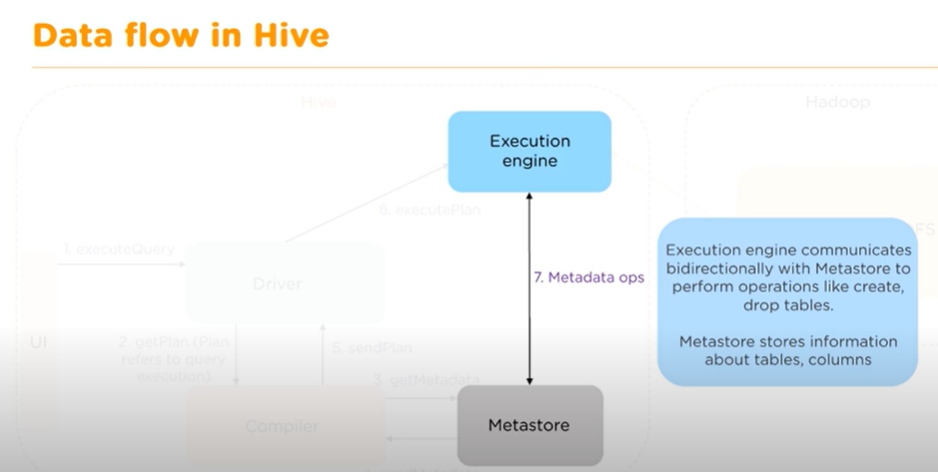 Data flow in Hive
Hive
Hadoop
Execution
engine
6. executePlan
1. executeQuery
Driver
7. Metadata ops
Execution engine communicates
bidirectionally with Metastore to
perform operations like create,
drop tables.
Metastore stores information
about tables, columns
FS
UI
2. getPlan (Plan
refers to query
execution)
5. sendPlan
3. getMetadata
Compiler
Metastore